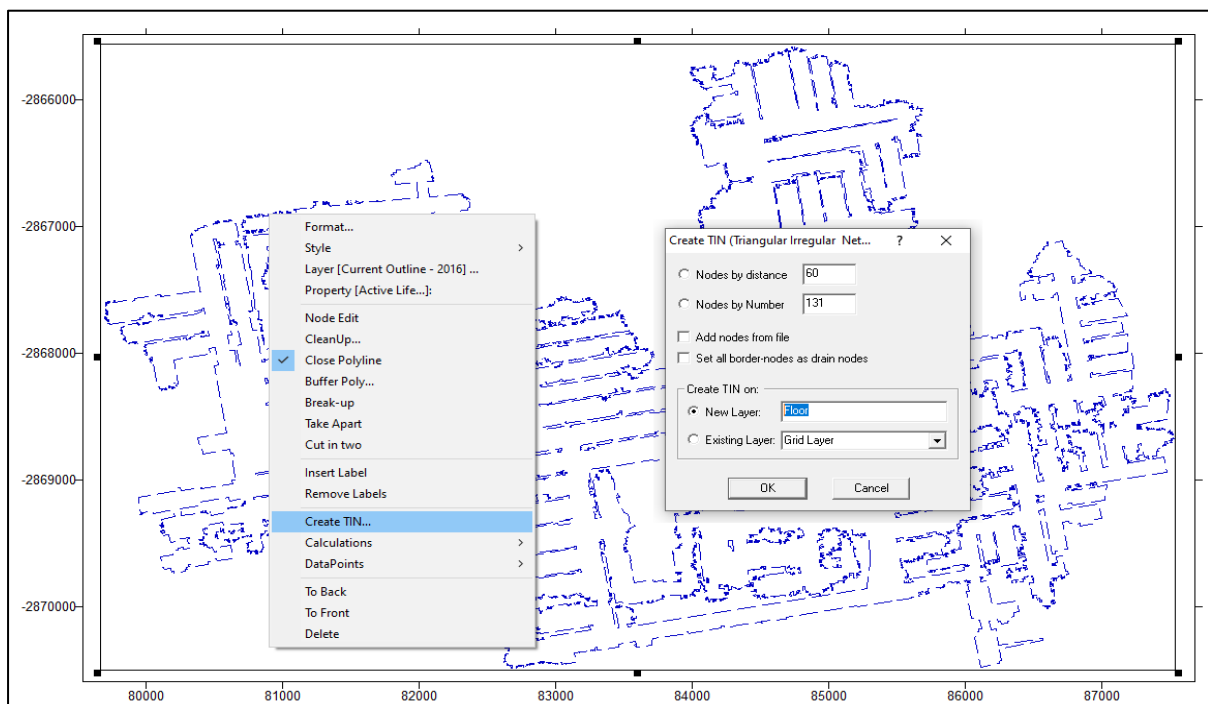 -2866000
-2867000
-2868000
-2869000
-2870000
Format...
Style
Layer [Current Outline - 2016] ...
Property [Active Life...]:
Node Edit
CleanUp...
Close Polyline
Buffer Poly...
Break-up
Take Apart
Cut in two
Insert Label
Remove Labels
Create TIN...
Calculations
DataPoints
To Back
To Front
Delete
Create TIN (Triangular Irregular Net... ?
Nodes by distance 60
Nodes by Number 131
Add nodes from file
Set all border-nodes as drain nodes
Create TIN on:
New Layer: Floor
Existing Layer: Grid Layer
OK Cancel
80000 81000 82000 83000 84000 85000 86000 87000